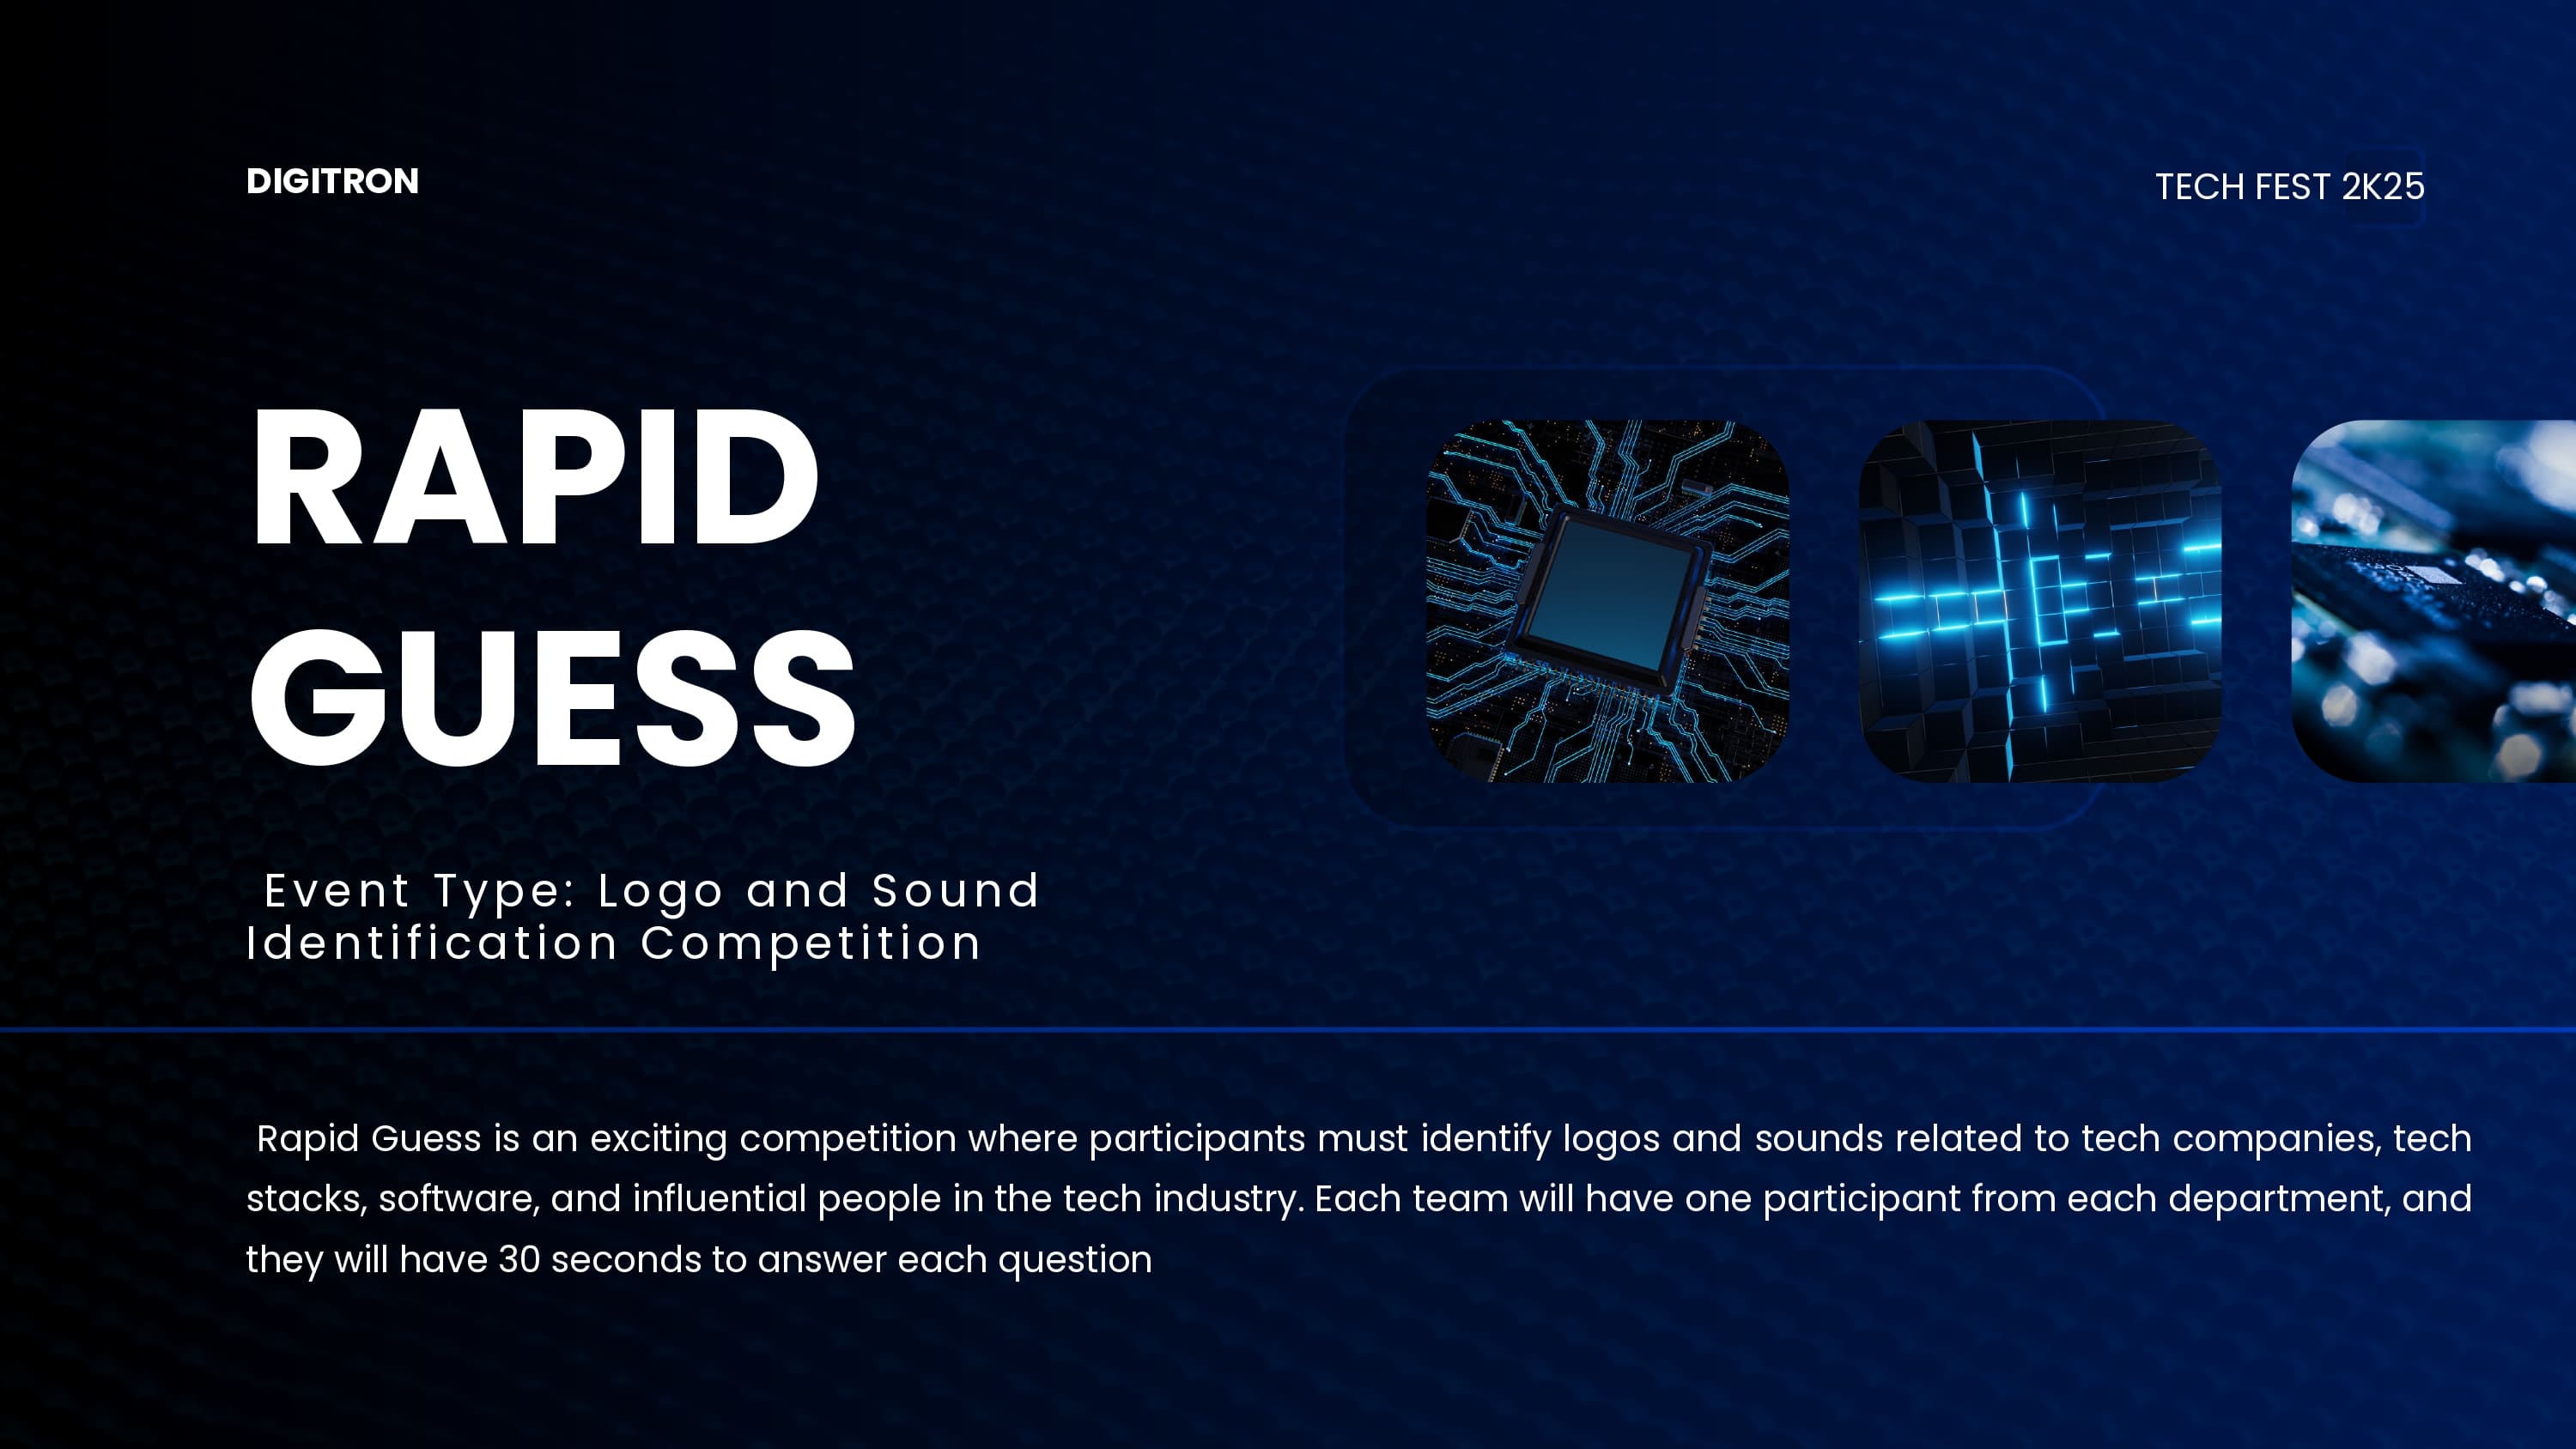 DIGITRON
TECH FEST 2K25
RAPID
GUESS
Event Type: Logo and Sound
Identification Competition
Rapid Guess is an exciting competition where participants must identify logos and sounds related to tech companies, tech
stacks, software, and influential people in the tech industry. Each team will have one participant from each department, and
they will have 30 seconds to answer each question